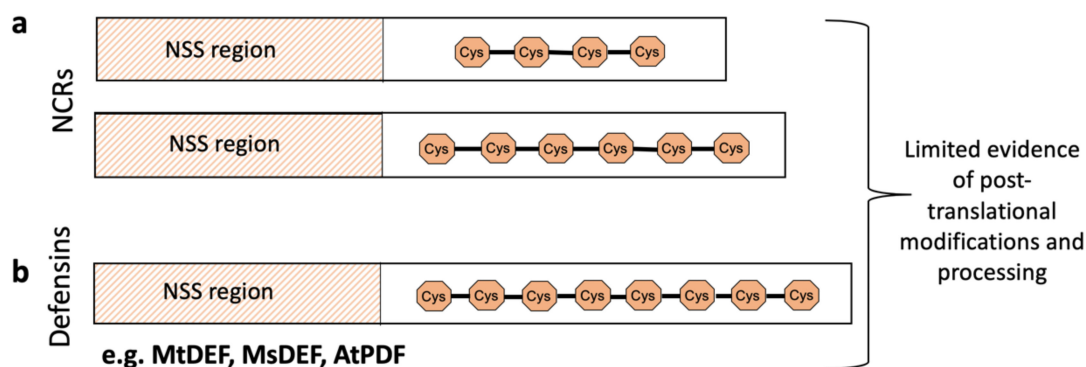 a
NCRs
NSS region
Cys Cys Cys Cys
NSS region
Cys Cys Cys Cys Cys Cys
b
Defensins
NSS region
Cys Cys Cys Cys Cys Cys Cys Cys
e.g. MtDEF, MsDEF, AtPDF
Limited evidence
of post-
translational
modifications and
processing